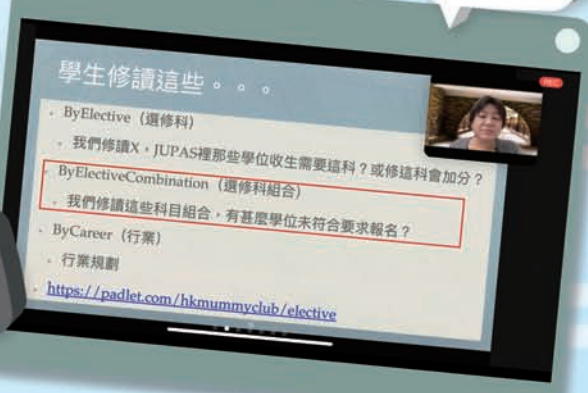 學生修讀這些。。。
REC
· ByElective（選修科）
· 我們修讀X，JUPAS裡那些學位收生需要這科？或修這科會加分？
· ByElectiveCombination（選修科組合）
· 我們修讀這些科目組合，有甚麼學位未符合要求報名？
· ByCareer（行業）
· 行業規劃
· https://padlet.com/hkmummyclub/elective